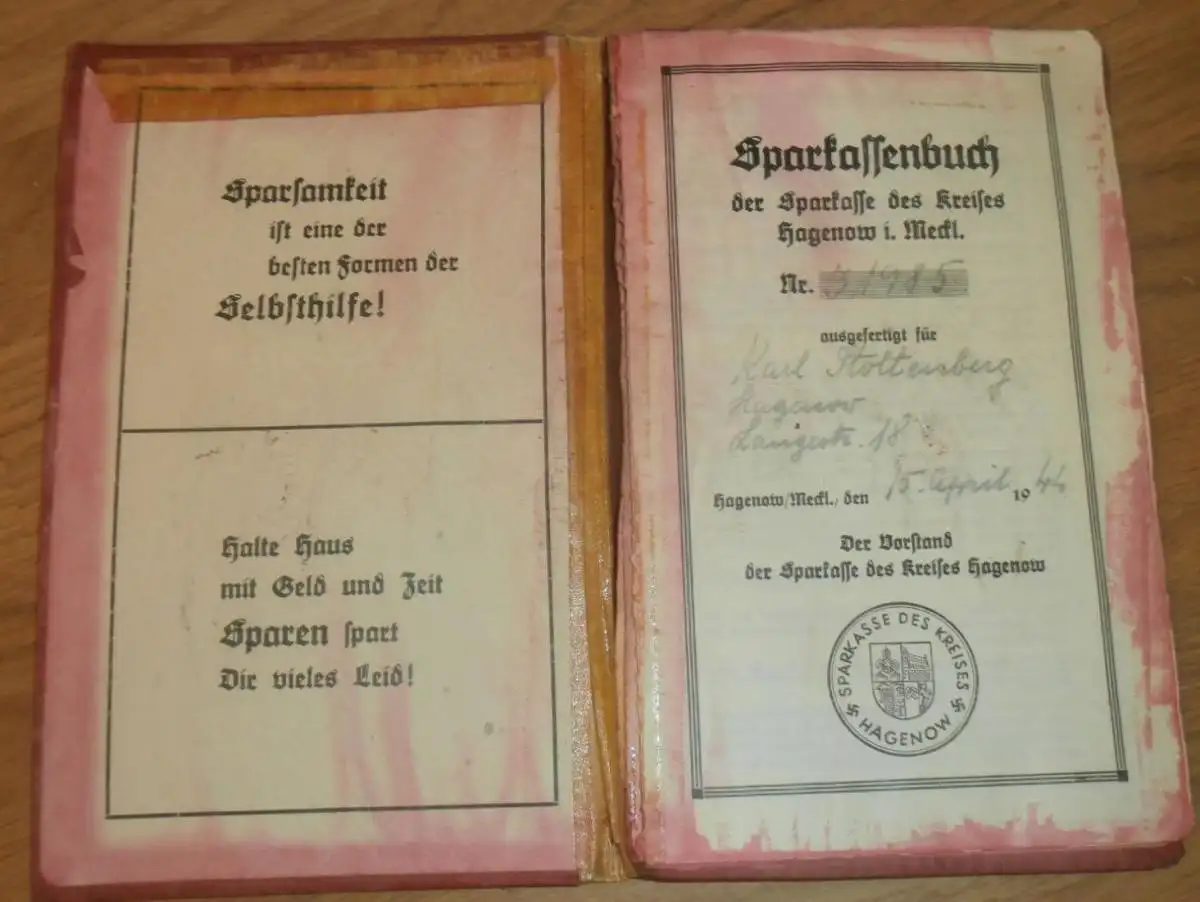 Sparsamkeit
ist eine der
besten Formen der
Selbsthilfe!
Halte Haus
mit Geld und Zeit
Sparen spart
Dir vieles Leid!
Sparkassenbuch
der Sparkasse des Kreises
Hagenow i. Meckl.
Nr. 31985
ausgefertigt für
Karl Stoltenberg
Hagenow
Langestr. 18
Hagenow/Meckl., den 15. April 1944
Der Vorstand
der Sparkasse des Kreises Hagenow
SPARKASSE DES KREISES
HAGENOW